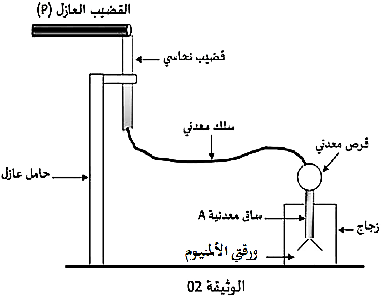 القضيب العازل (P)
قضيب نحاسي
سلك معدني
قرص معدني
حامل عازل
ساق معدنية A
زجاج
ورقتي الألمنيوم
الوثيقة 02